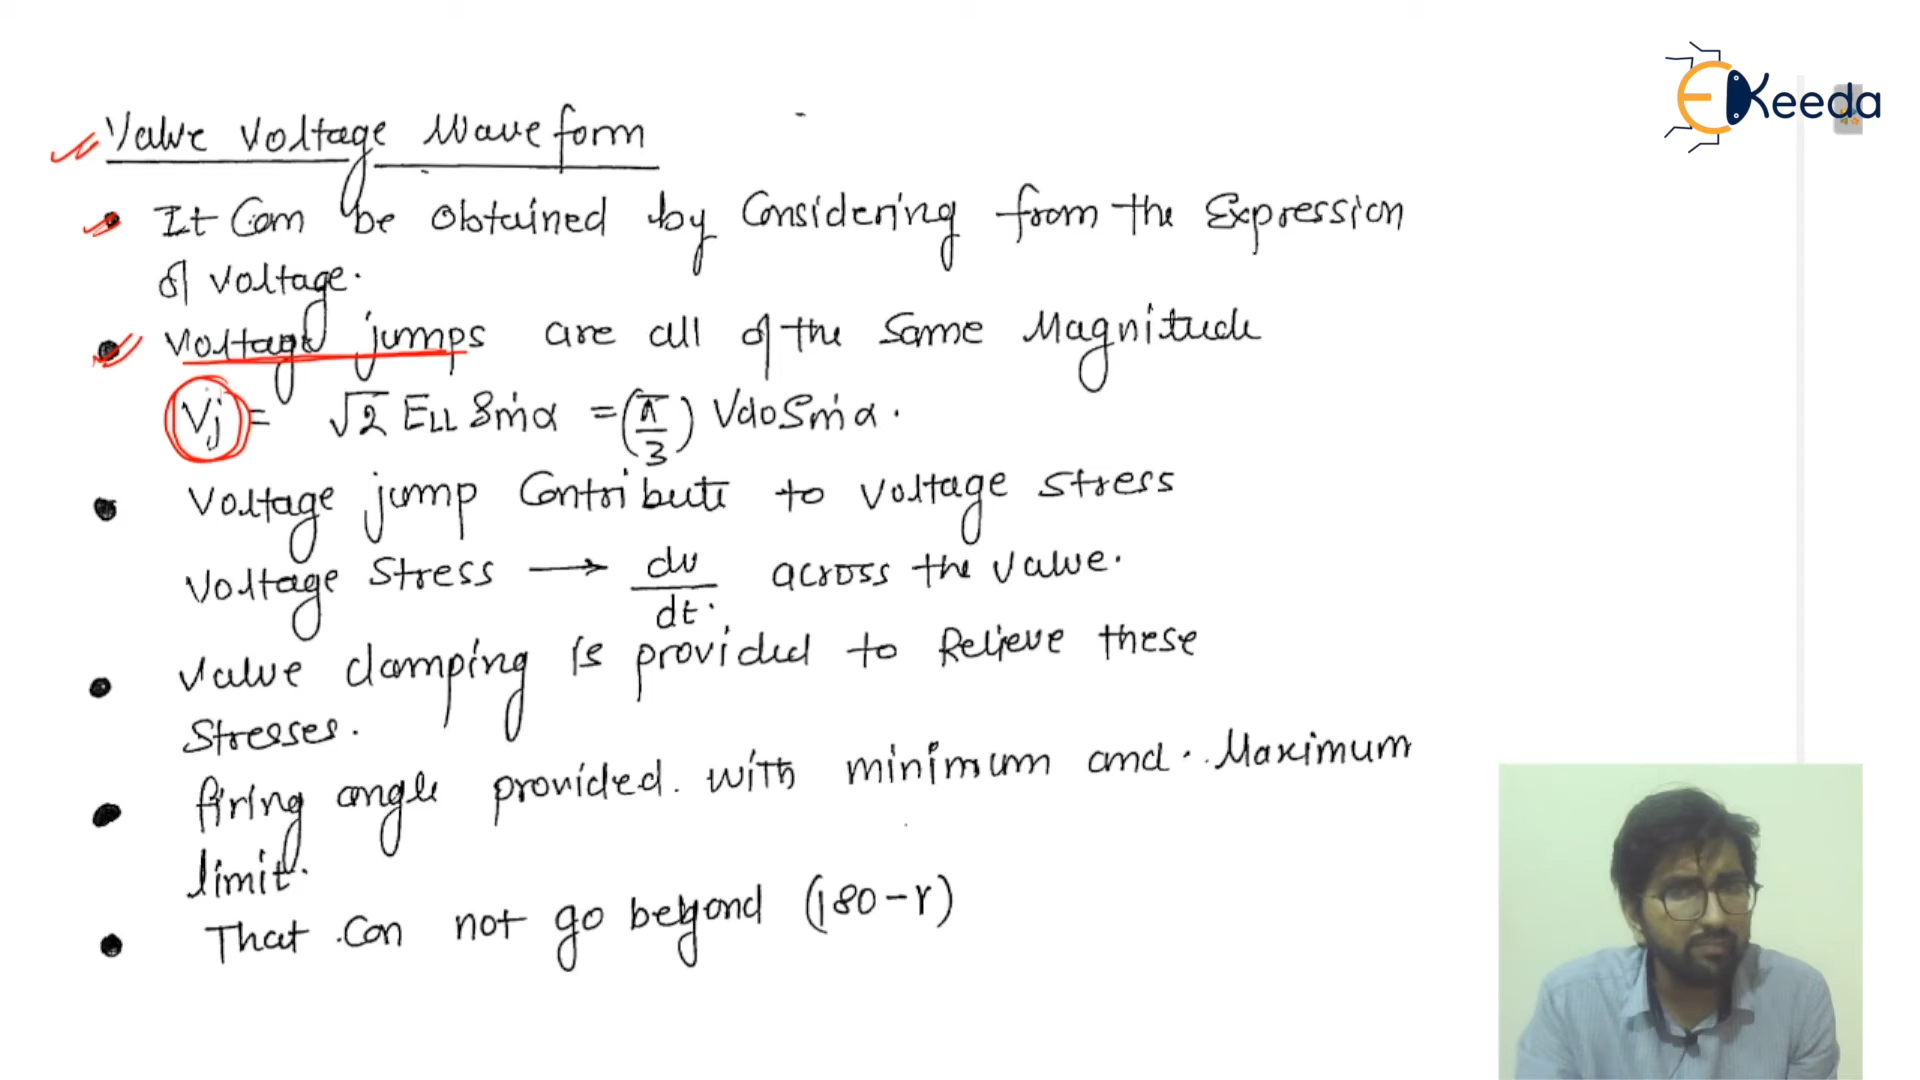 EKeeda
Valve Voltage Waveform
It Can be obtained by Considering from the Expression
of voltage.
Voltage jumps are all of the Same Magnitude
Vj = √2 ELL Sinα = (π/3) Vdo Sinα.
Voltage jump Contribute to voltage stress
Voltage stress → dv/dt. across the valve.
Valve clamping is provided to Relieve these
Stresses.
firing angle provided. with minimum and. Maximum
limit.
That can not go beyond (180-γ)